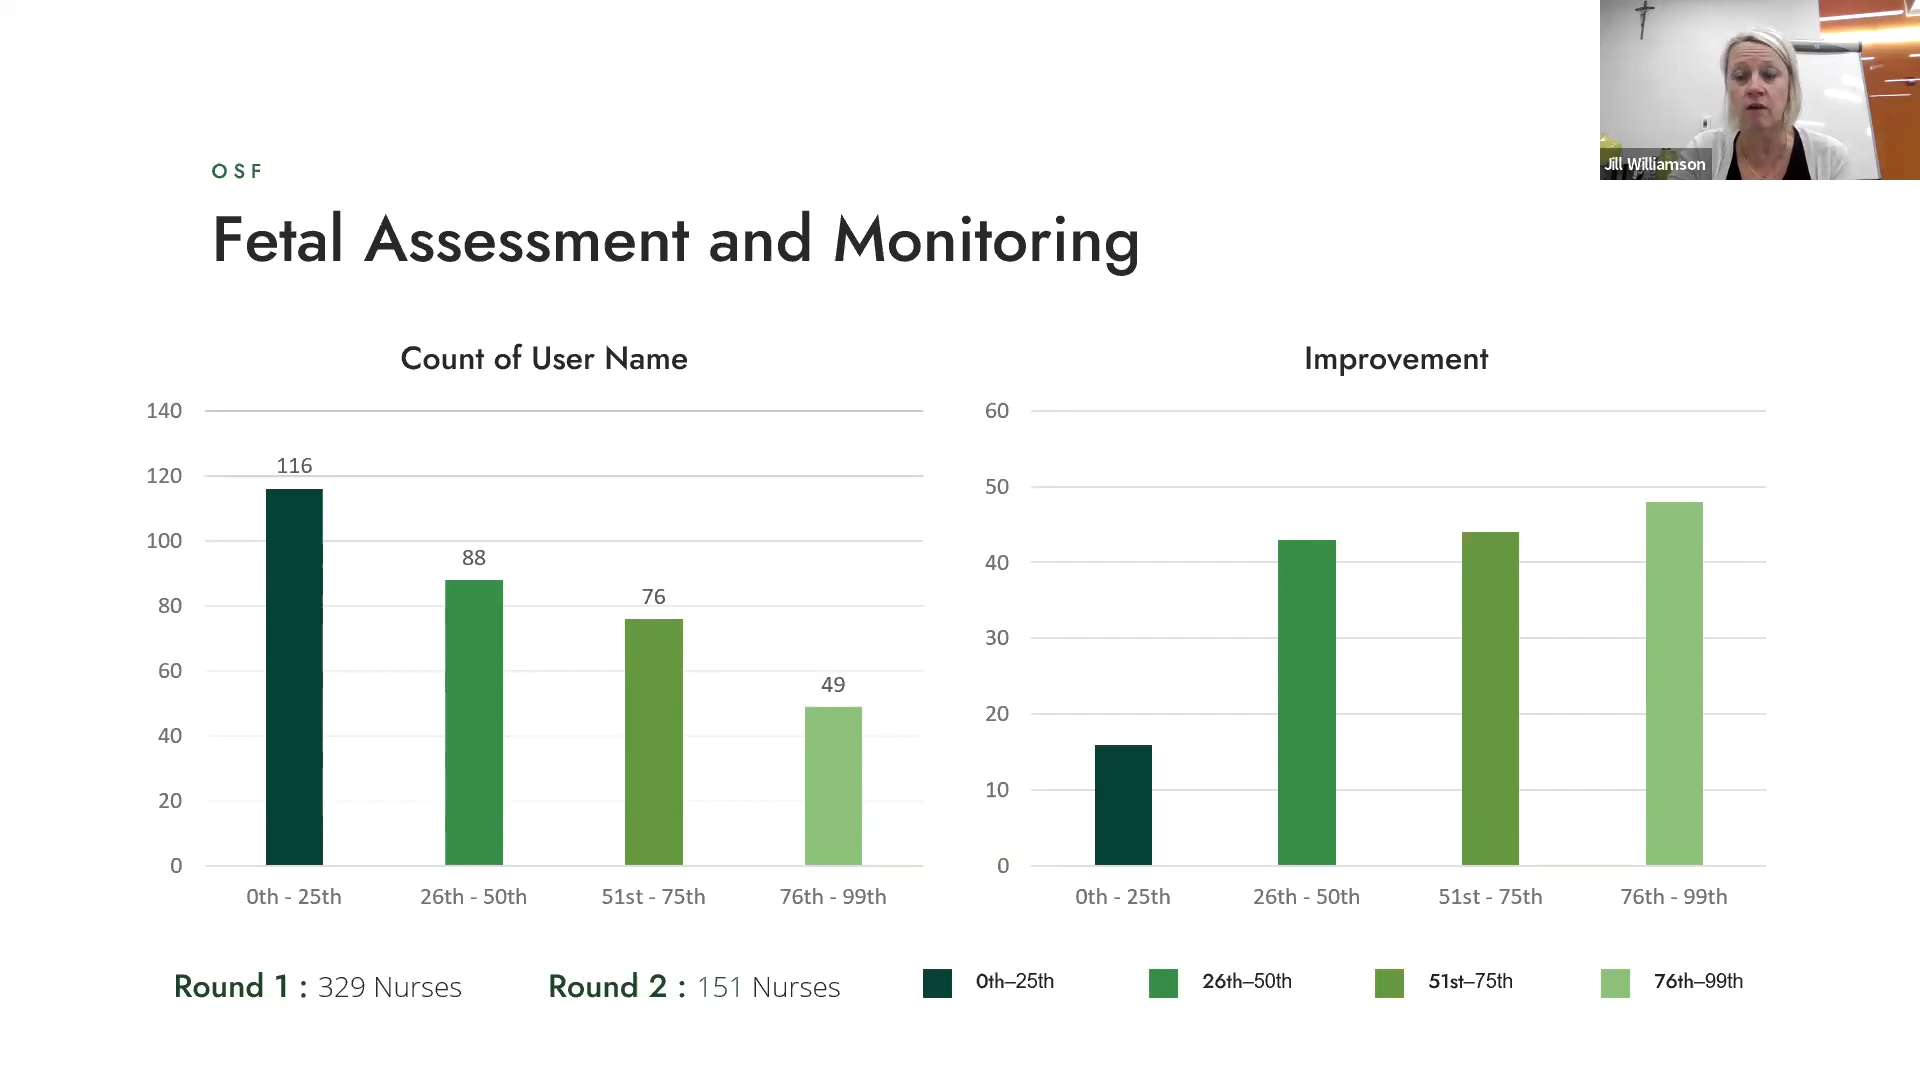 Jill Williamson
OSF
Fetal Assessment and Monitoring
Count of User Name
140
120
100
80
60
40
20
0
116
88
76
49
0th - 25th
26th - 50th
51st - 75th
76th - 99th
Improvement
60
50
40
30
20
10
0
0th - 25th
26th - 50th
51st - 75th
76th - 99th
Round 1 : 329 Nurses
Round 2 : 151 Nurses
0th–25th
26th–50th
51st–75th
76th–99th